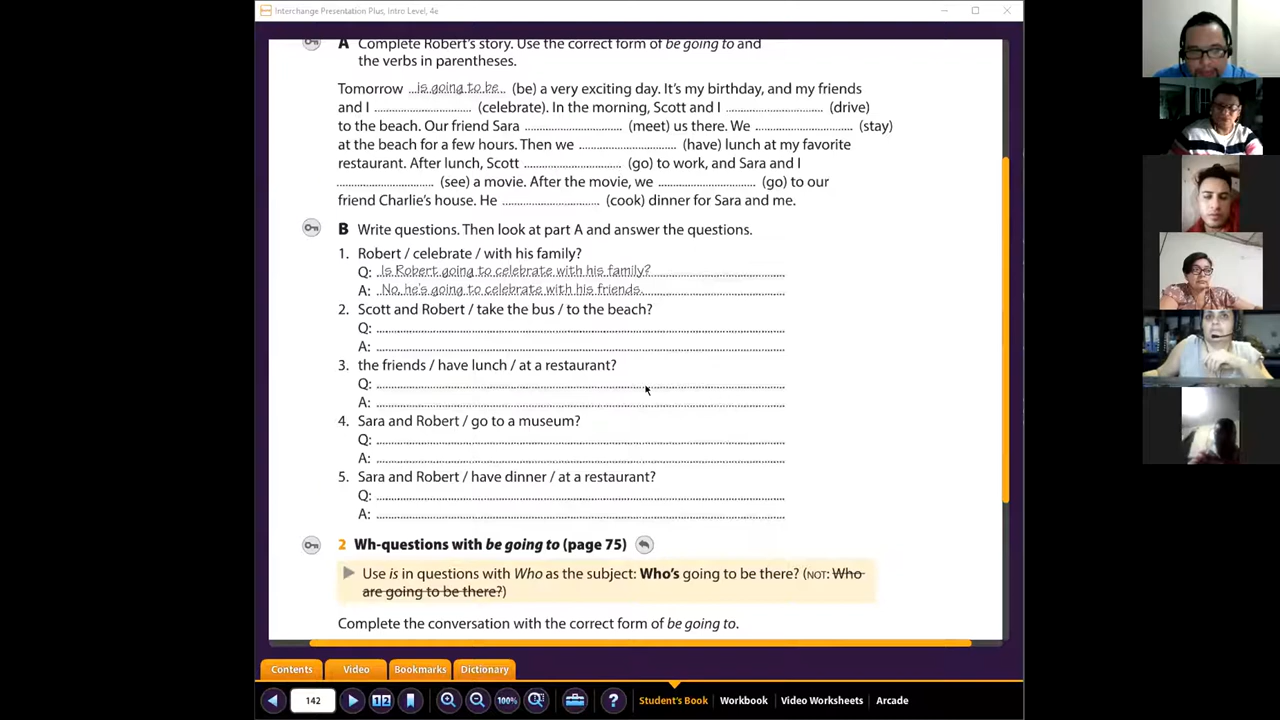 Interchange Presentation Plus, intro Level, 4e
A Complete Robert's story. Use the correct form of be going to and
the verbs in parentheses.
Tomorrow ...is going to be... (be) a very exciting day. It's my birthday, and my friends
and I .......................... (celebrate). In the morning, Scott and I .......................... (drive)
to the beach. Our friend Sara .......................... (meet) us there. We .......................... (stay)
at the beach for a few hours. Then we .......................... (have) lunch at my favorite
restaurant. After lunch, Scott .......................... (go) to work, and Sara and I
.......................... (see) a movie. After the movie, we .......................... (go) to our
friend Charlie's house. He .......................... (cook) dinner for Sara and me.
B Write questions. Then look at part A and answer the questions.
1. Robert / celebrate / with his family?
Q: Is Robert going to celebrate with his family?
A: No, he's going to celebrate with his friends.
2. Scott and Robert / take the bus / to the beach?
Q:
A:
3. the friends / have lunch / at a restaurant?
Q:
A:
4. Sara and Robert / go to a museum?
Q:
A:
5. Sara and Robert / have dinner / at a restaurant?
Q:
A:
2 Wh-questions with be going to (page 75)
Use is in questions with Who as the subject: Who's going to be there? (NOT: Who
are going to be there?)
Complete the conversation with the correct form of be going to.
Contents Video Bookmarks Dictionary
142 12 100% ? Student's Book Workbook Video Worksheets Arcade